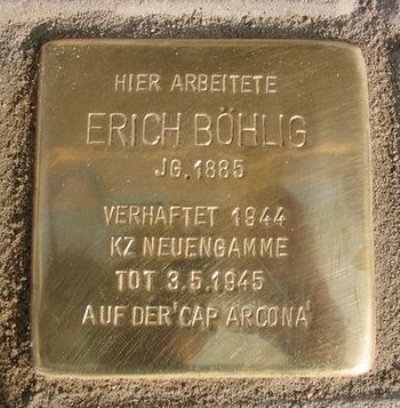 HIER ARBEITETE
ERICH BÖHLIG
JG.1885
VERHAFTET 1944
KZ NEUENGAMME
TOT 3.5.1945
AUF DER 'CAP ARCONA'